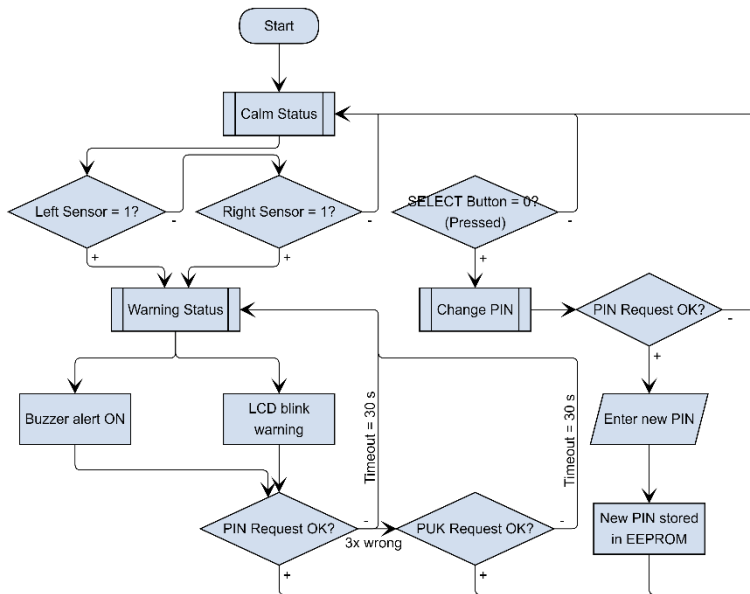 Start
Calm Status
Left Sensor = 1?
-
Right Sensor = 1?
-
SELECT Button = 0?
(Pressed)
-
+
+
+
Warning Status
Change PIN
PIN Request OK?
-
+
Buzzer alert ON
LCD blink
warning
Timeout = 30 s
Timeout = 30 s
Enter new PIN
PIN Request OK?
-
3x wrong
PUK Request OK?
-
New PIN stored
in EEPROM
+
+